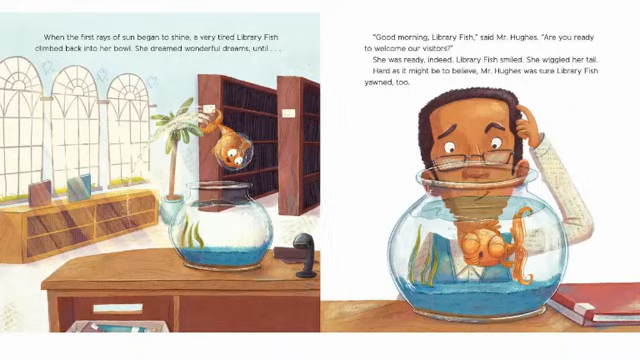 When the first rays of sun began to shine, a very tired Library Fish
climbed back into her bowl. She dreamed wonderful dreams, until . . .
"Good morning, Library Fish," said Mr. Hughes. "Are you ready
to welcome our visitors?"
She was ready, indeed. Library Fish smiled. She wiggled her tail.
Hard as it might be to believe, Mr. Hughes was sure Library Fish
yawned, too.